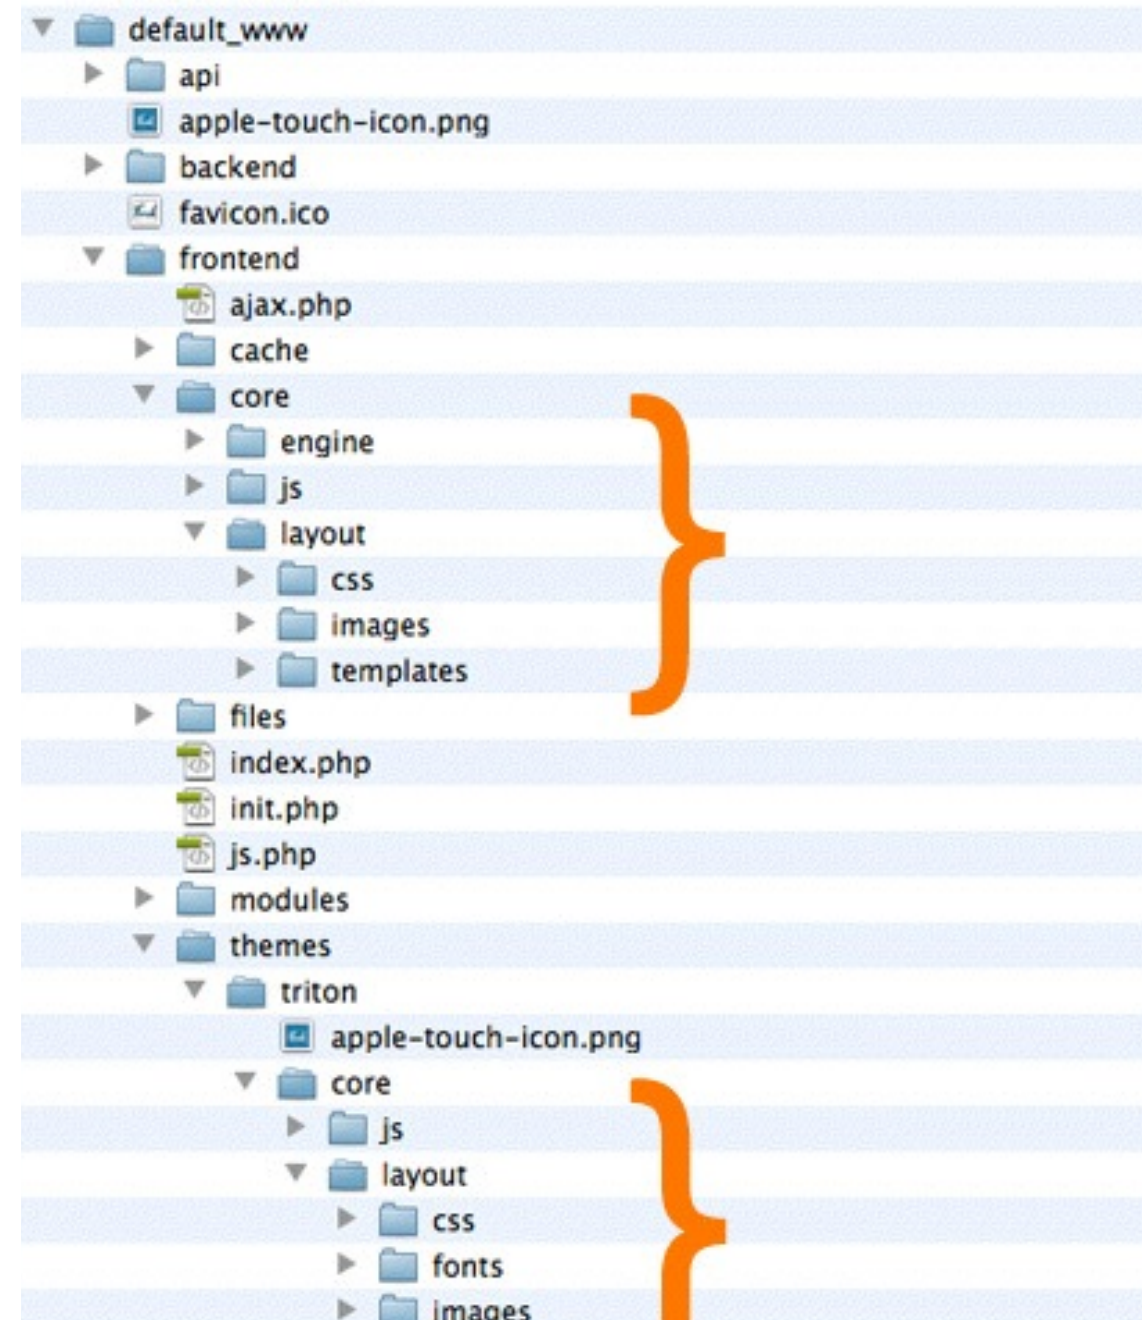 default_www
api
apple-touch-icon.png
backend
favicon.ico
frontend
ajax.php
cache
core
engine
js
layout
css
images
templates
files
index.php
init.php
js.php
modules
themes
triton
apple-touch-icon.png
core
js
layout
css
fonts
images